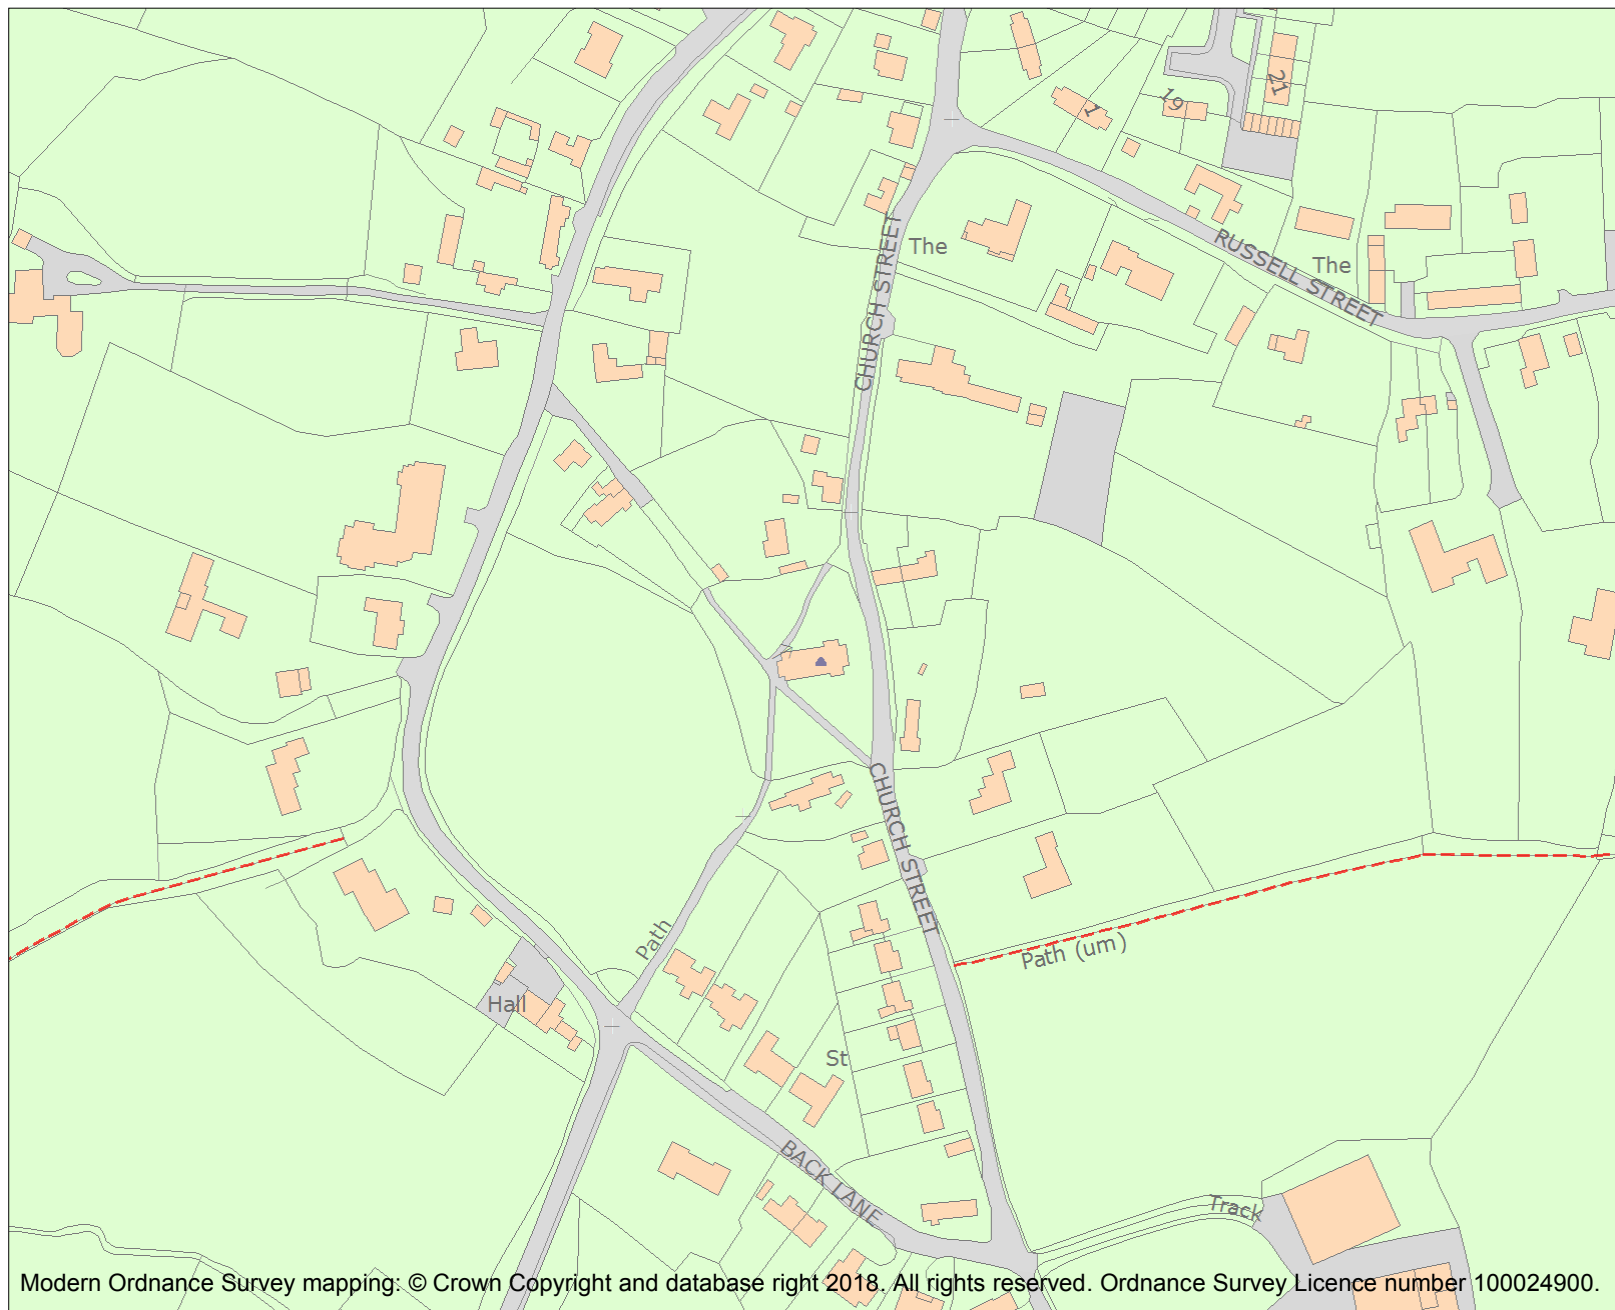 21
19
1
The
CHURCH STREET
RUSSELL STREET
The
CHURCH STREET
Path
Path (um)
Hall
St
BACK LANE
Track
Modern Ordnance Survey mapping: © Crown Copyright and database right 2018. All rights reserved. Ordnance Survey Licence number 100024900.